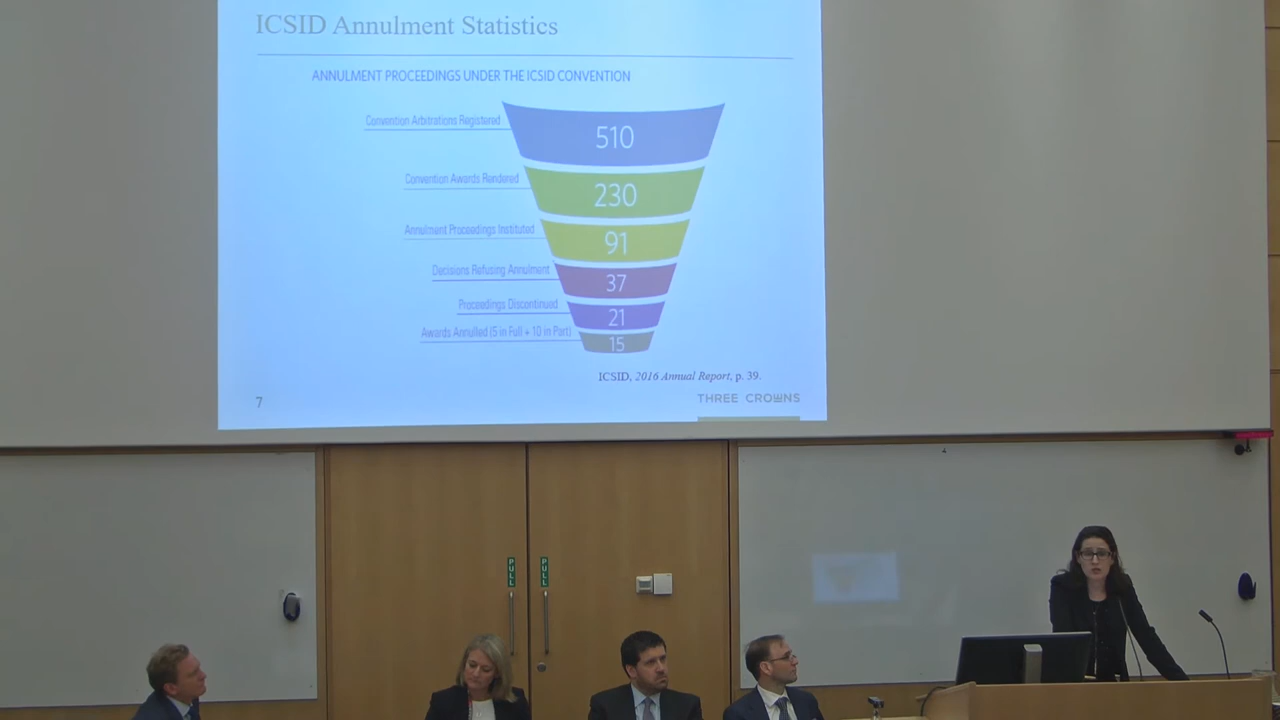 ICSID Annulment Statistics
ANNULMENT PROCEEDINGS UNDER THE ICSID CONVENTION
Convention Arbitrations Registered 510
Convention Awards Rendered 230
Annulment Proceedings Instituted 91
Decisions Refusing Annulment 37
Proceedings Discontinued 21
Awards Annulled (5 in Full + 10 in Part) 15
ICSID, 2016 Annual Report, p. 39.
7 THREE CROWNS
PULL PULL